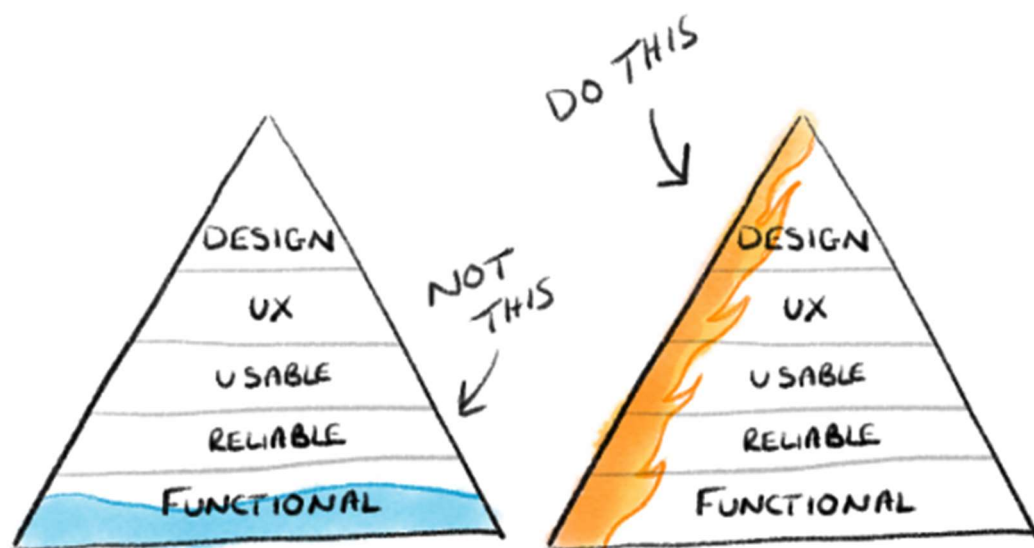 DESIGN
UX
USABLE
RELIABLE
FUNCTIONAL
NOT
THIS
DO THIS
DESIGN
UX
USABLE
RELIABLE
FUNCTIONAL